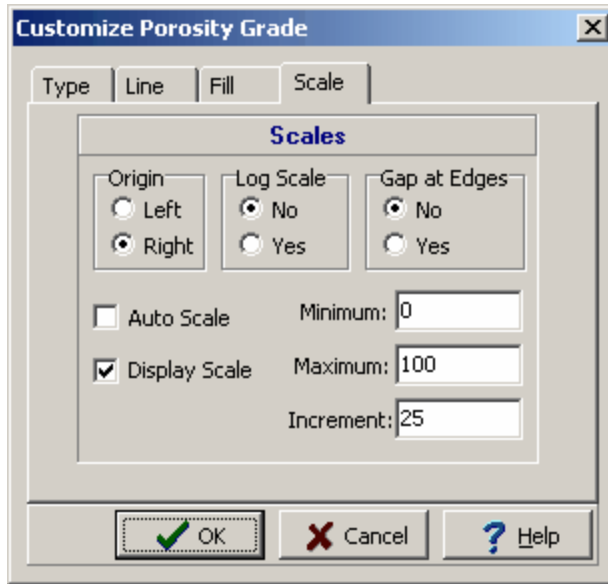 Customize Porosity Grade
Type Line Fill Scale
Scales
Origin Log Scale Gap at Edges
Left No No
Right Yes Yes
Auto Scale Minimum: 0
Display Scale Maximum: 100
Increment: 25
OK Cancel Help